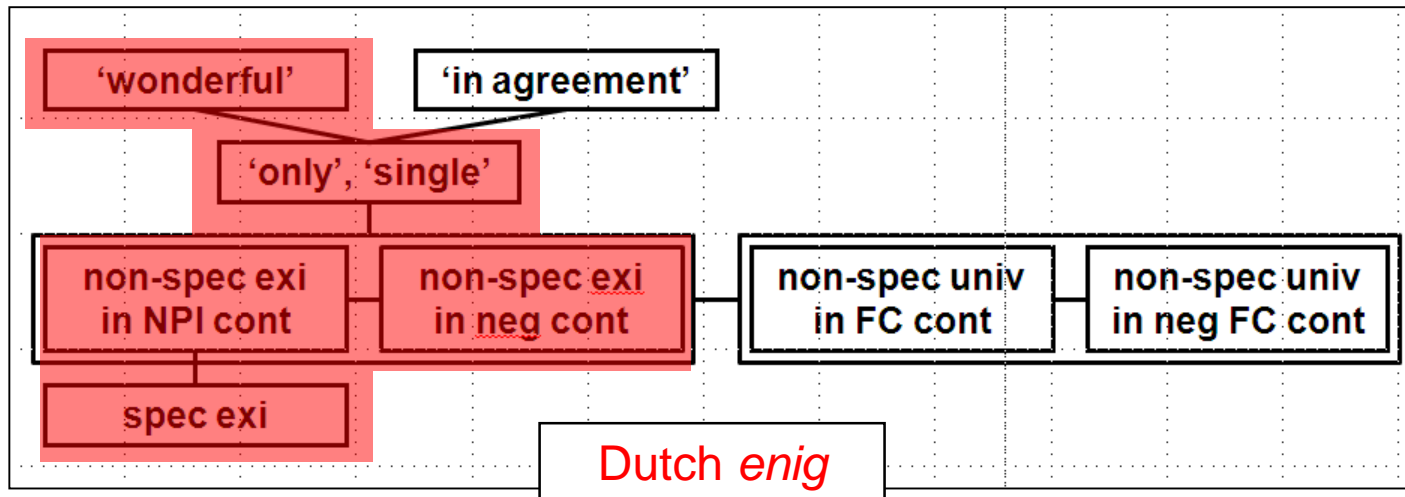 ‘wonderful’
‘in agreement’
‘only’, ‘single’
non-spec exi
in NPI cont
non-spec exi
in neg cont
non-spec univ
in FC cont
non-spec univ
in neg FC cont
spec exi
Dutch enig